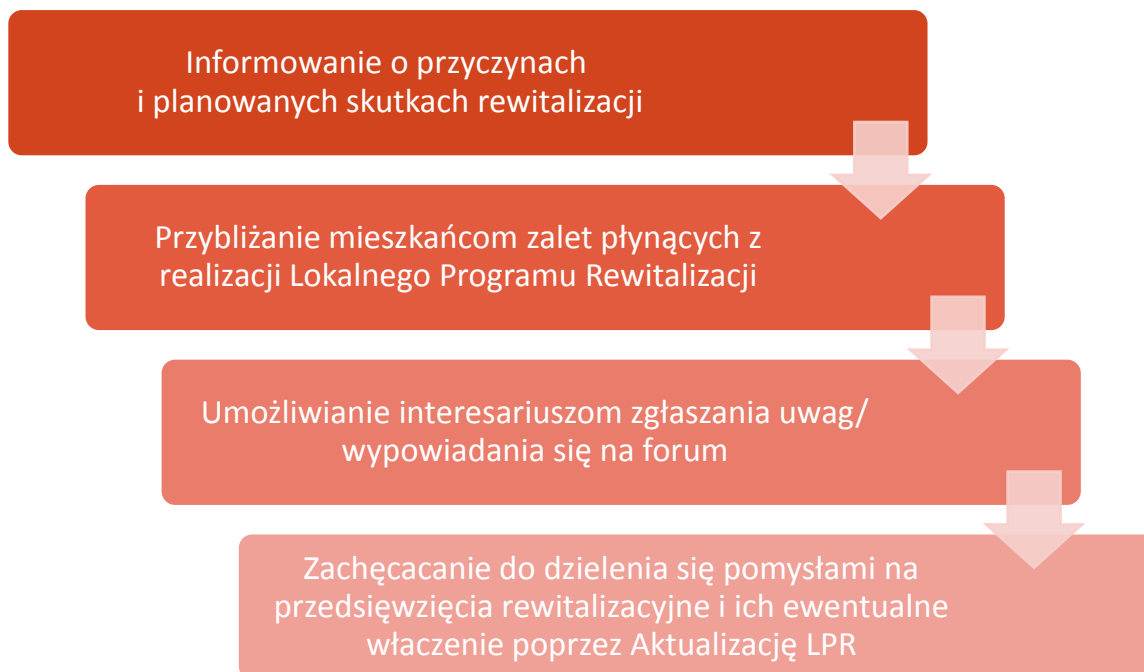 Informowanie o przyczynach
i planowanych skutkach rewitalizacji
Przybliżanie mieszkańcom zalet płynących z
realizacji Lokalnego Programu Rewitalizacji
Umożliwianie interesariuszom zgłaszania uwag/
wypowiadania się na forum
Zachęcacanie do dzielenia się pomysłami na
przedsięwzięcia rewitalizacyjne i ich ewentualne
właczenie poprzez Aktualizację LPR